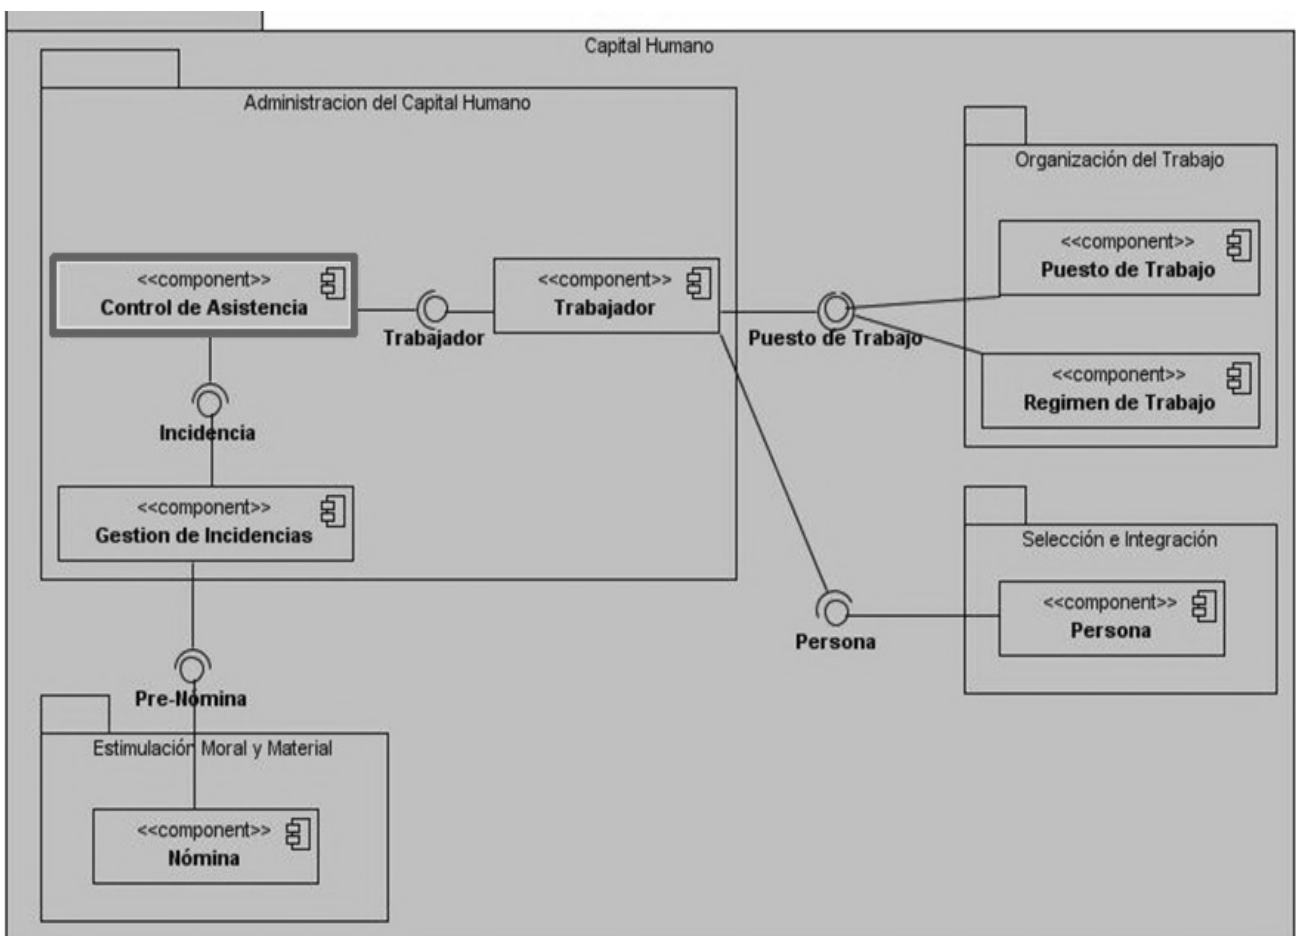 Capital Humano
Administracion del Capital Humano
Organización del Trabajo
<<component>>
Puesto de Trabajo
<<component>>
Control de Asistencia
<<component>>
Trabajador
Trabajador
Puesto de Trabajo
<<component>>
Regimen de Trabajo
Incidencia
<<component>>
Gestion de Incidencias
Selección e Integración
<<component>>
Persona
Persona
Pre-Nómina
Estimulación Moral y Material
<<component>>
Nómina